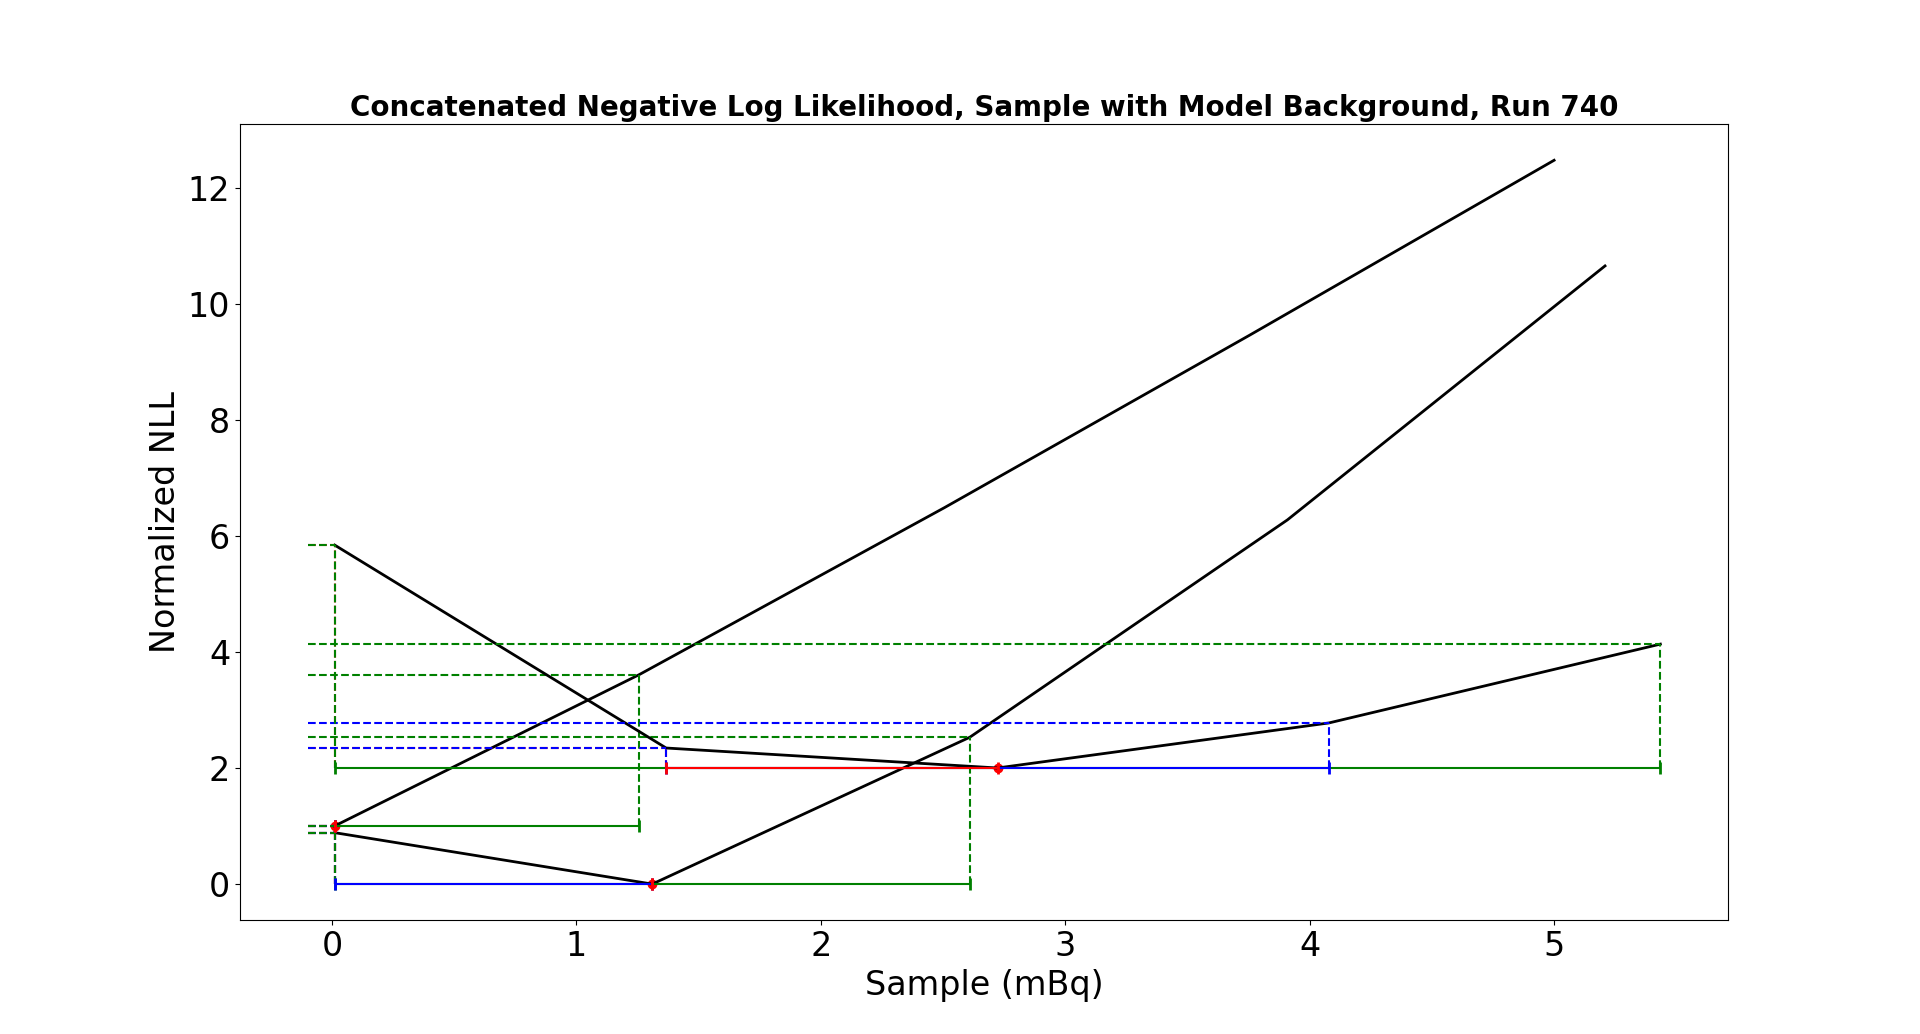 Concatenated Negative Log Likelihood, Sample with Model Background, Run 740
Normalized NLL
12
10
8
6
4
2
0
0 1 2 3 4 5
Sample (mBq)